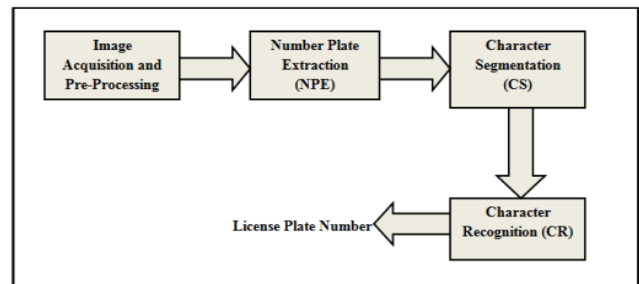 Image
Acquisition and
Pre-Processing
Number Plate
Extraction
(NPE)
Character
Segmentation
(CS)
Character
Recognition (CR)
License Plate Number